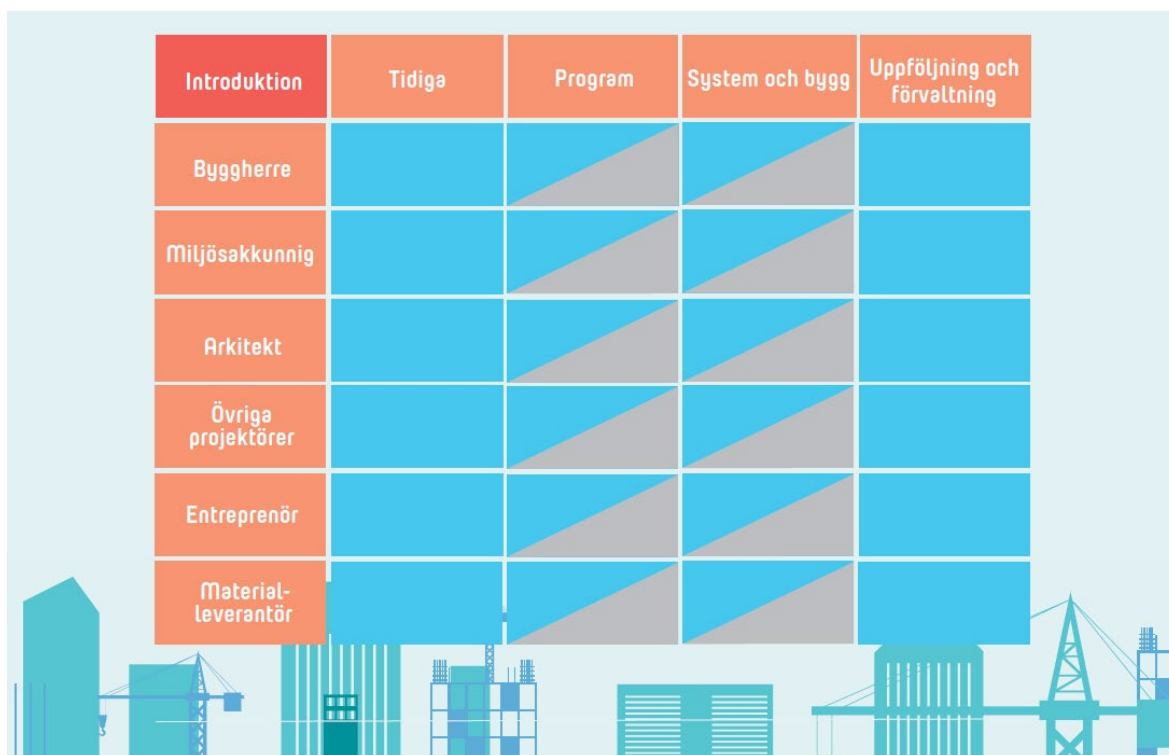 Introduktion
Tidiga
Program
System och bygg
Uppföljning och
förvaltning
Byggherre
Miljösakkunnig
Arkitekt
Övriga
projektörer
Entreprenör
Material-
leverantör